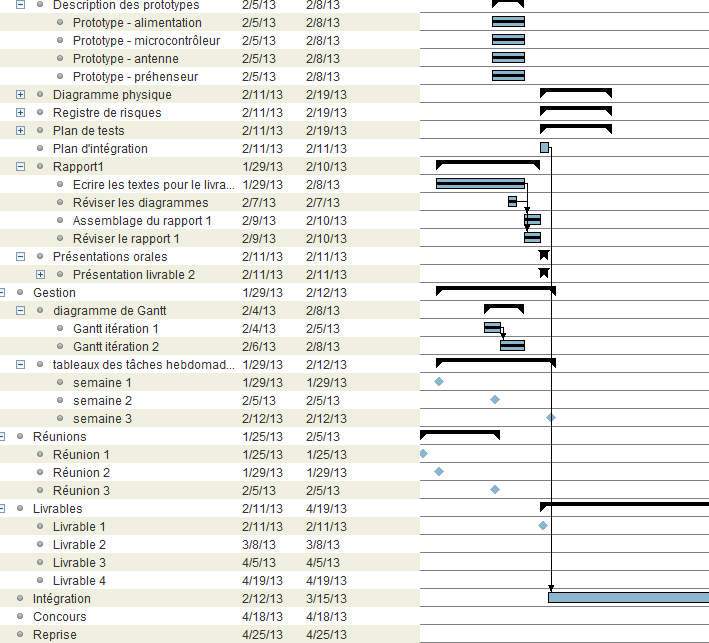 Description des prototypes 2/5/13 2/8/13
Prototype - alimentation 2/5/13 2/8/13
Prototype - microcontrôleur 2/5/13 2/8/13
Prototype - antenne 2/5/13 2/8/13
Prototype - préhenseur 2/5/13 2/8/13
Diagramme physique 2/11/13 2/19/13
Registre de risques 2/11/13 2/19/13
Plan de tests 2/11/13 2/19/13
Plan d'intégration 2/11/13 2/11/13
Rapport1 1/29/13 2/10/13
Ecrire les textes pour le livra... 1/29/13 2/8/13
Réviser les diagrammes 2/7/13 2/7/13
Assemblage du rapport 1 2/9/13 2/10/13
Réviser le rapport 1 2/9/13 2/10/13
Présentations orales 2/11/13 2/11/13
Présentation livrable 2 2/11/13 2/11/13
Gestion 1/29/13 2/12/13
diagramme de Gantt 2/4/13 2/8/13
Gantt itération 1 2/4/13 2/5/13
Gantt itération 2 2/6/13 2/8/13
tableaux des tâches hebdomad... 1/29/13 2/12/13
semaine 1 1/29/13 1/29/13
semaine 2 2/5/13 2/5/13
semaine 3 2/12/13 2/12/13
Réunions 1/25/13 2/5/13
Réunion 1 1/25/13 1/25/13
Réunion 2 1/29/13 1/29/13
Réunion 3 2/5/13 2/5/13
Livrables 2/11/13 4/19/13
Livrable 1 2/11/13 2/11/13
Livrable 2 3/8/13 3/8/13
Livrable 3 4/5/13 4/5/13
Livrable 4 4/19/13 4/19/13
Intégration 2/12/13 3/15/13
Concours 4/18/13 4/18/13
Reprise 4/25/13 4/25/13